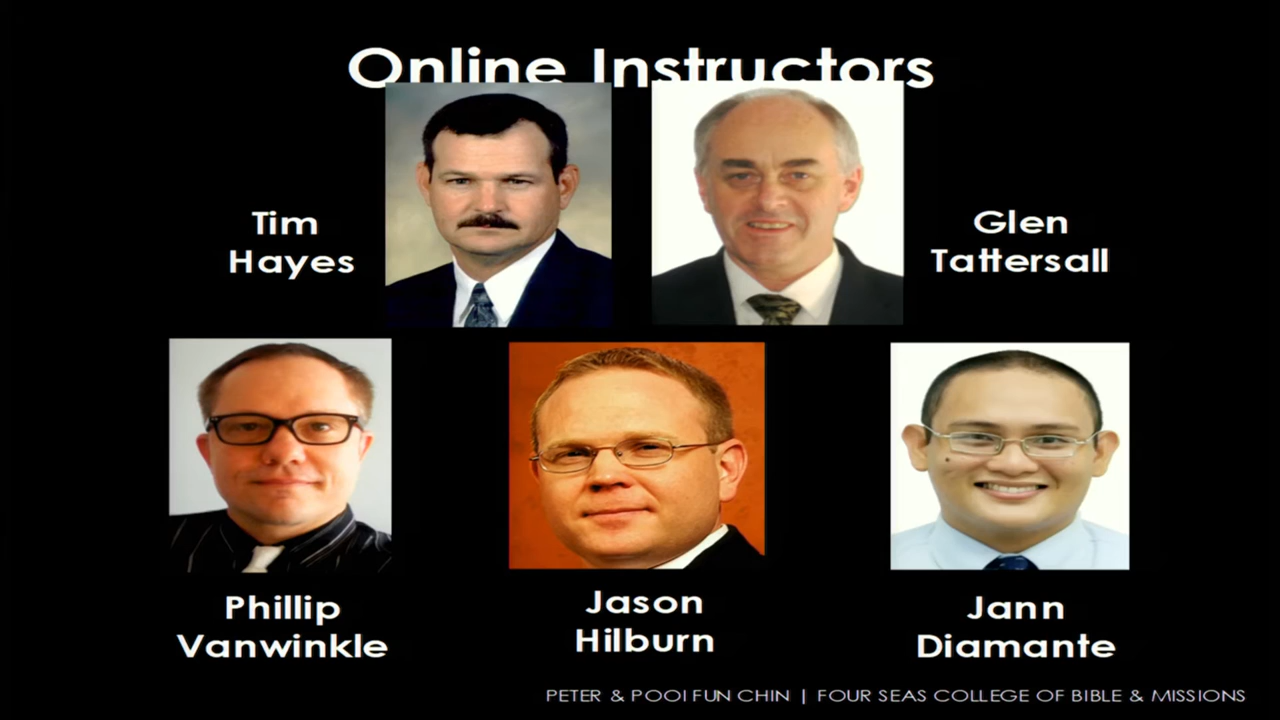 Online Instructors
Tim
Hayes
Glen
Tattersall
Phillip
Vanwinkle
Jason
Hilburn
Jann
Diamante
PETER & POOI FUN CHIN | FOUR SEAS COLLEGE OF BIBLE & MISSIONS